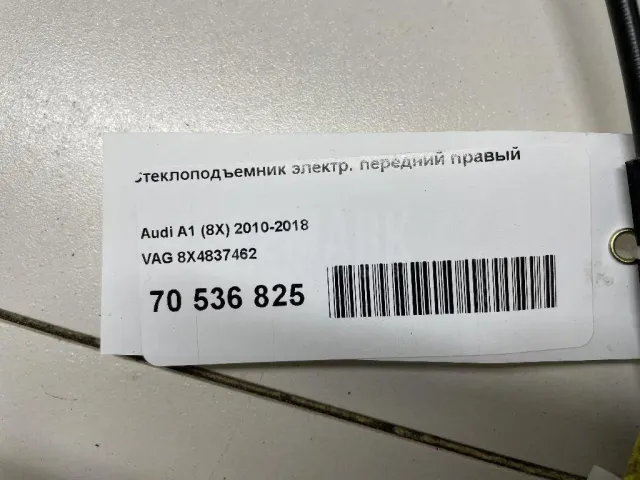 Стеклоподъемник электр. передний правый
Audi A1 (8X) 2010-2018
VAG 8X4837462
70 536 825